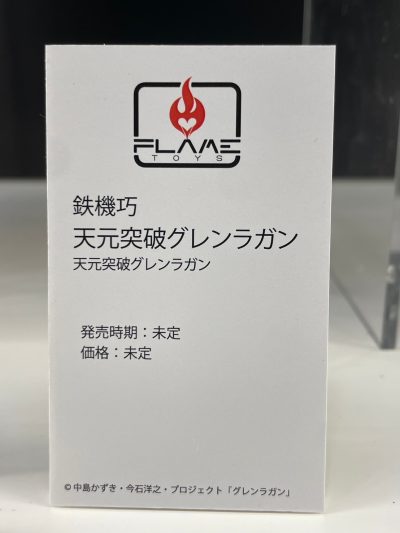 FLAME
TOYS
鉄機巧
天元突破グレンラガン
天元突破グレンラガン
発売時期：未定
価格：未定
© 中島かずき・今石洋之・プロジェクト「グレンラガン」